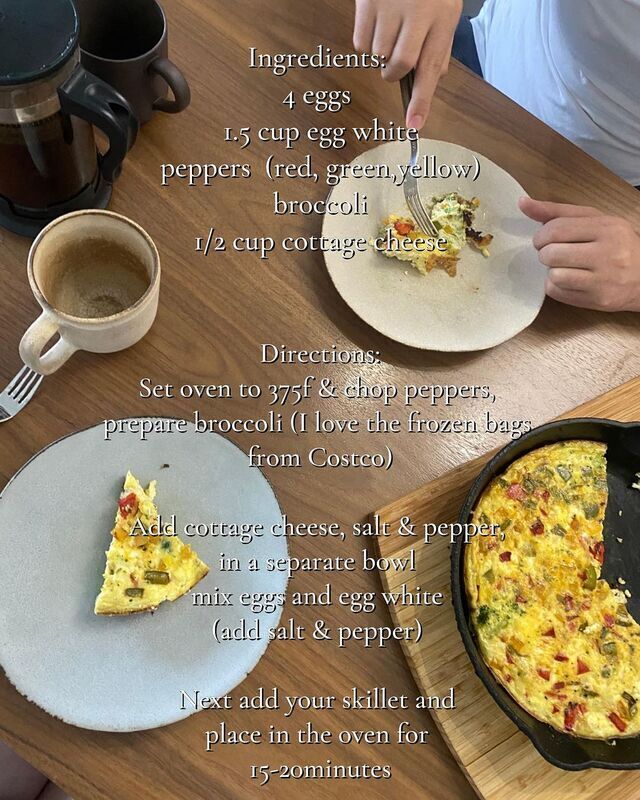 Ingredients:
4 eggs
1.5 cup egg white
peppers (red, green,yellow)
broccoli
1/2 cup cottage cheese
Directions:
Set oven to 375f & chop peppers,
prepare broccoli (I love the frozen bags
from Costco)
Add cottage cheese, salt & pepper,
in a separate bowl
mix eggs and egg white
(add salt & pepper)
Next add your skillet and
place in the oven for
15-20minutes